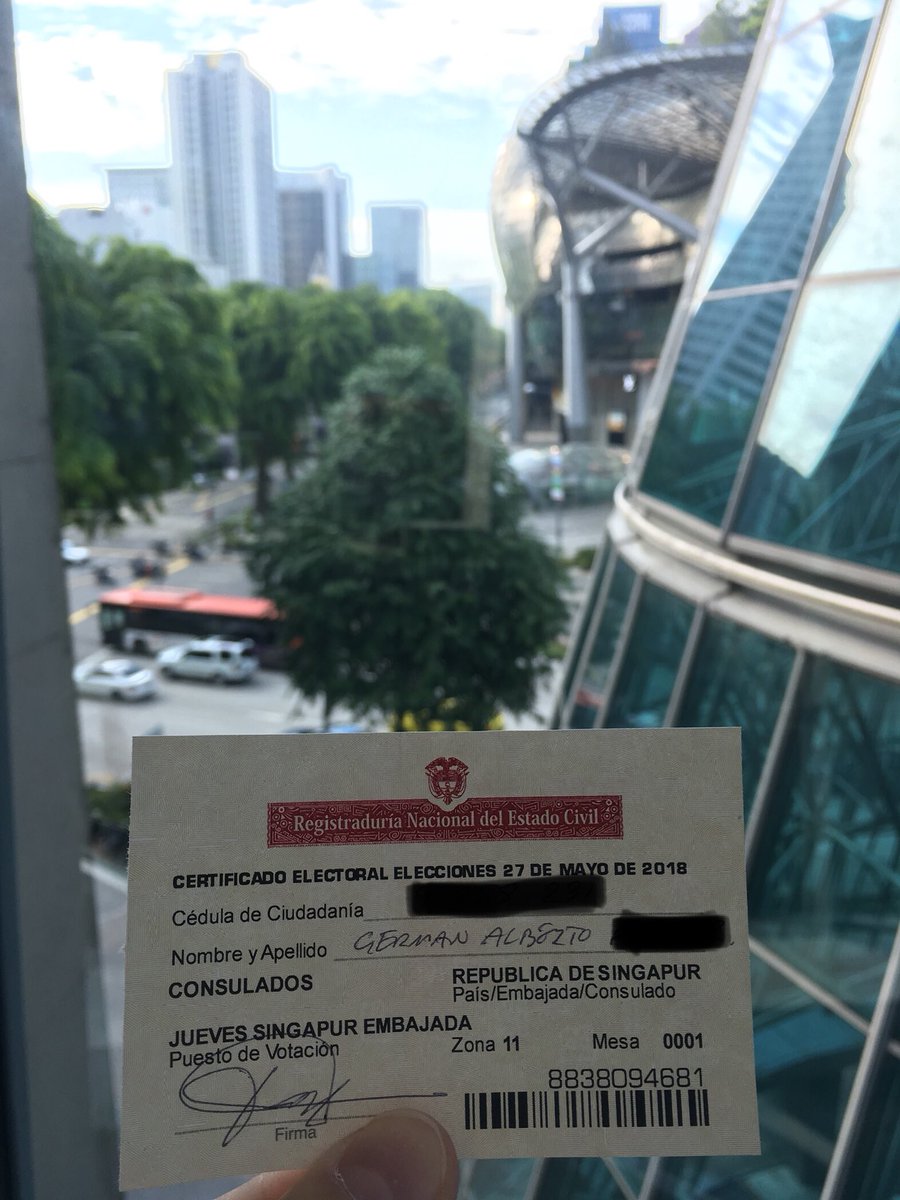 Registraduría Nacional del Estado Civil
CERTIFICADO ELECTORAL ELECCIONES 27 DE MAYO DE 2018
Cédula de Ciudadanía
Nombre y Apellido GERMAN ALBERTO
CONSULADOS
REPUBLICA DE SINGAPUR
País/Embajada/Consulado
JUEVES SINGAPUR EMBAJADA
Puesto de Votación
Zona 11 Mesa 0001
8838094681
Firma